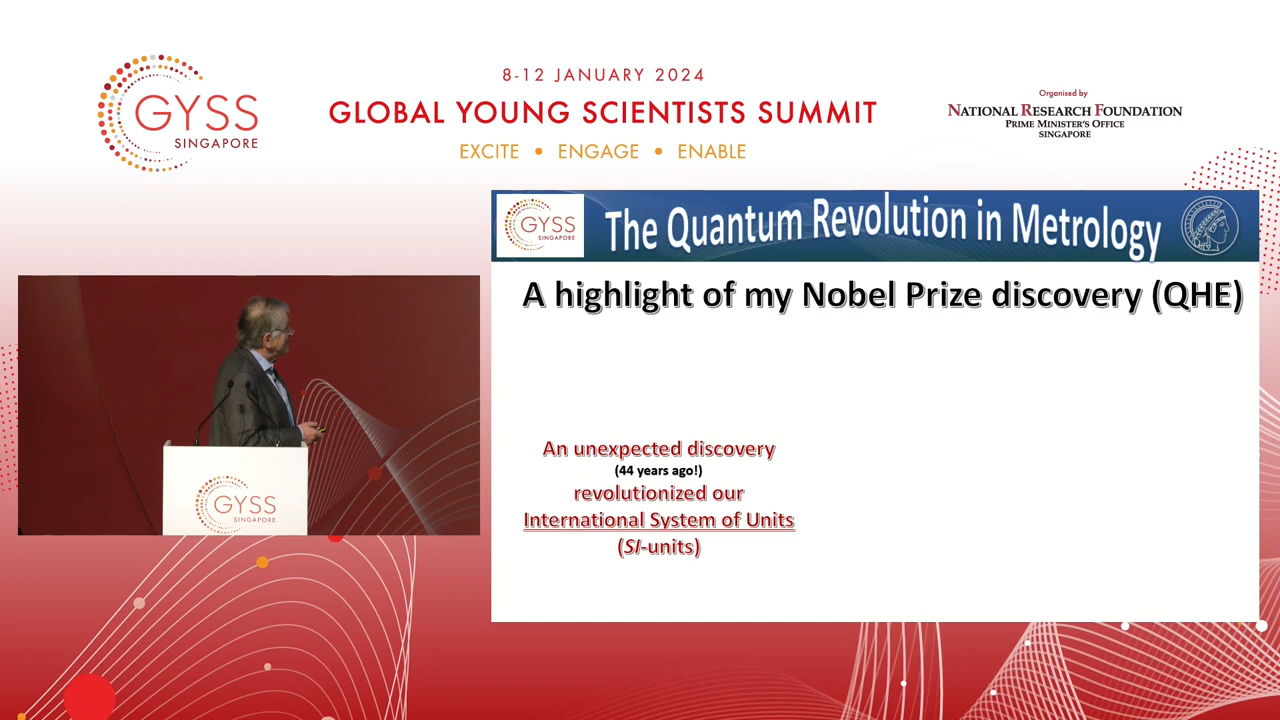 8-12 JANUARY 2024
GYSS
SINGAPORE
GLOBAL YOUNG SCIENTISTS SUMMIT
EXCITE • ENGAGE • ENABLE
Organised by
NATIONAL RESEARCH FOUNDATION
PRIME MINISTER'S OFFICE
SINGAPORE
GYSS
SINGAPORE
The Quantum Revolution in Metrology
A highlight of my Nobel Prize discovery (QHE)
An unexpected discovery
(44 years ago!)
revolutionized our
International System of Units
(SI-units)
GYSS
SINGAPORE